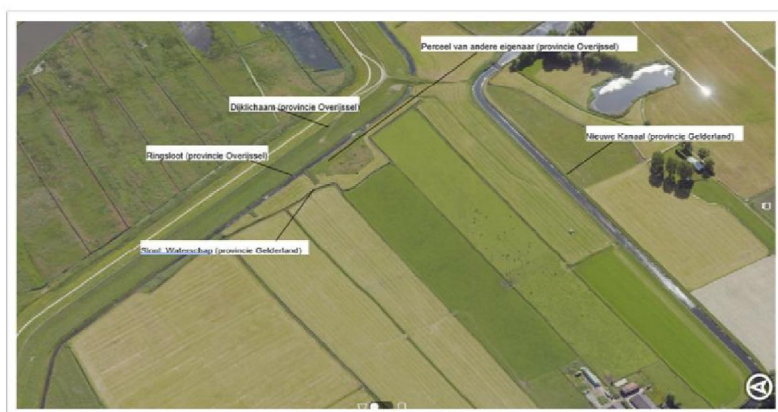 Perceel van andere eigenaar (provincie Overijssel)
Dijklichaam (provincie Overijssel)
Nieuwe Kanaal (provincie Gelderland)
Ringsloot (provincie Overijssel)
Sloot Waterschap (provincie Gelderland)